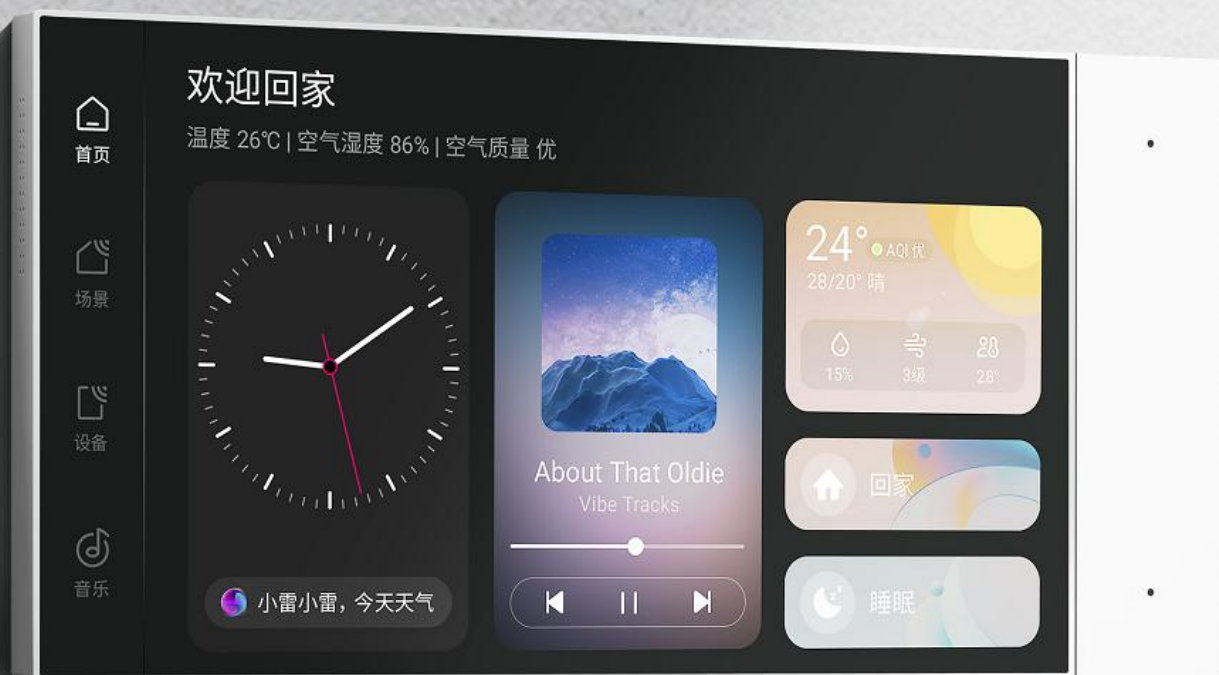 欢迎回家
温度 26℃ | 空气湿度 86% | 空气质量 优
首页
场景
设备
音乐
小雷小雷，今天天气
About That Oldie
Vibe Tracks
24° AQI 优
28/20° 晴
15% 3级 28°
回家
睡眠